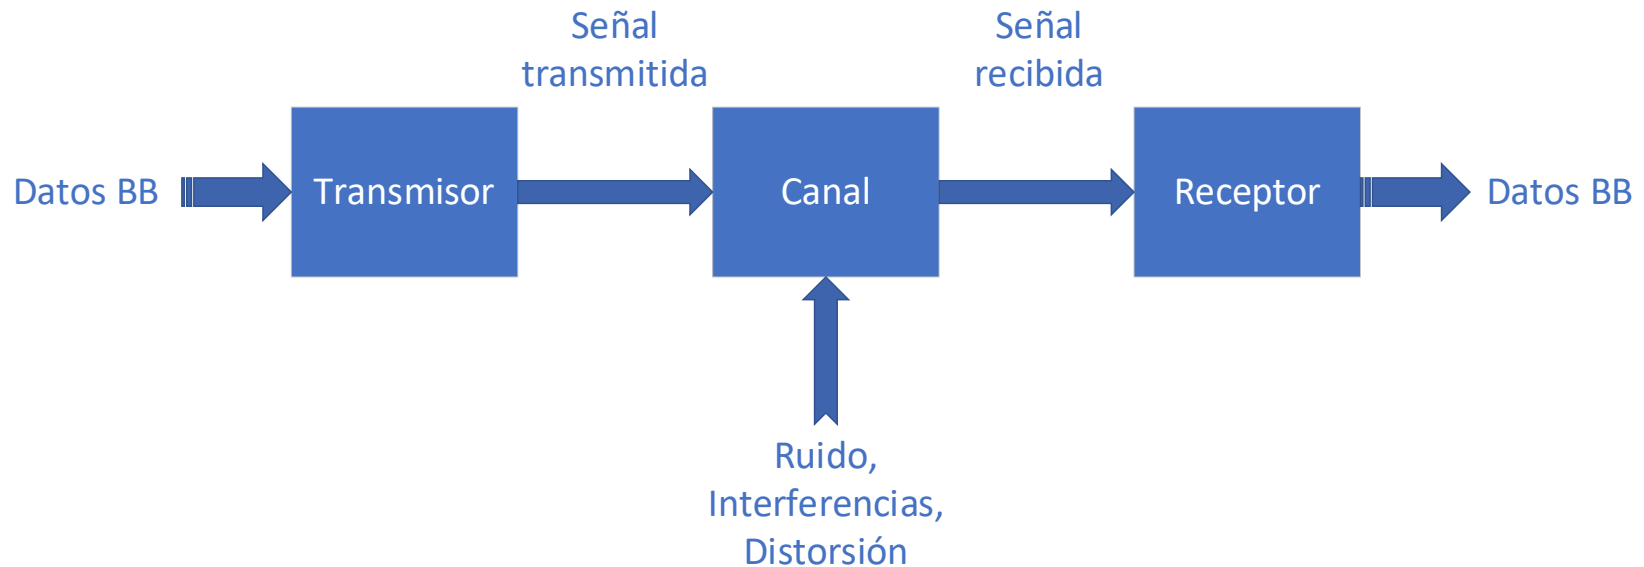 Señal
transmitida
Señal
recibida
Datos BB
Transmisor
Canal
Receptor
Datos BB
Ruido,
Interferencias,
Distorsión